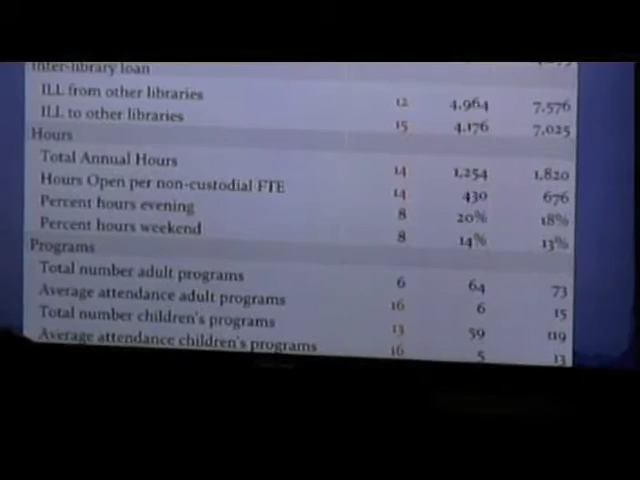 Inter-library loan
ILL from other libraries 12 4,964 7,576
ILL to other libraries 15 4,176 7,025
Hours
Total Annual Hours 14 1,254 1,820
Hours Open per non-custodial FTE 14 430 676
Percent hours evening 8 20% 18%
Percent hours weekend 8 14% 13%
Programs
Total number adult programs 6 64 73
Average attendance adult programs 16 6 15
Total number children's programs 13 59 119
Average attendance children's programs 16 5 13